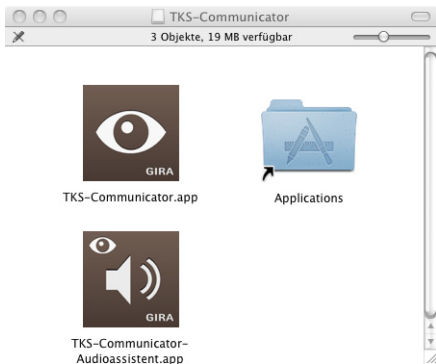 TKS-Communicator
3 Objekte, 19 MB verfügbar
GIRA
TKS-Communicator.app
Applications
GIRA
TKS-Communicator-
Audioassistent.app